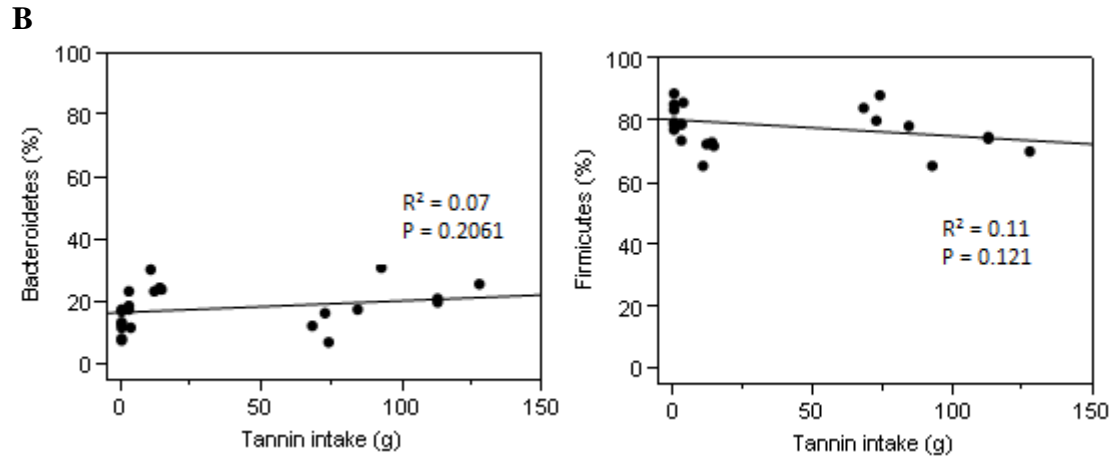 B
100
80
60
40
20
0
Bacteroidetes (%)
R² = 0.07
P = 0.2061
0 50 100 150
Tannin intake (g)
100
80
60
40
20
0
Firmicutes (%)
R² = 0.11
P = 0.121
0 50 100 150
Tannin intake (g)